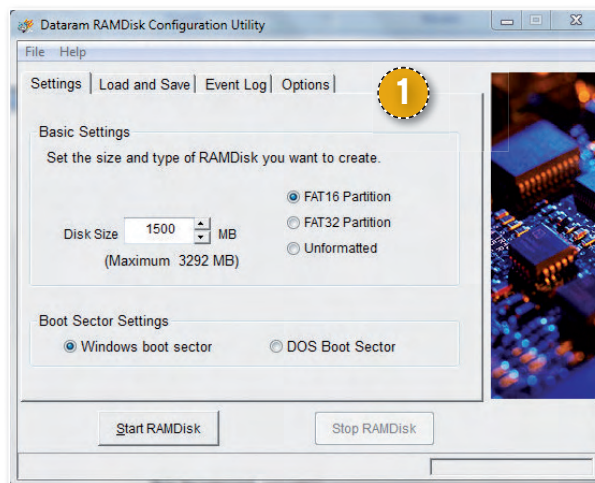 Dataram RAMDisk Configuration Utility
File Help
Settings Load and Save Event Log Options
1
Basic Settings
Set the size and type of RAMDisk you want to create.
FAT16 Partition
Disk Size 1500 MB
FAT32 Partition
(Maximum 3292 MB)
Unformatted
Boot Sector Settings
Windows boot sector DOS Boot Sector
Start RAMDisk Stop RAMDisk